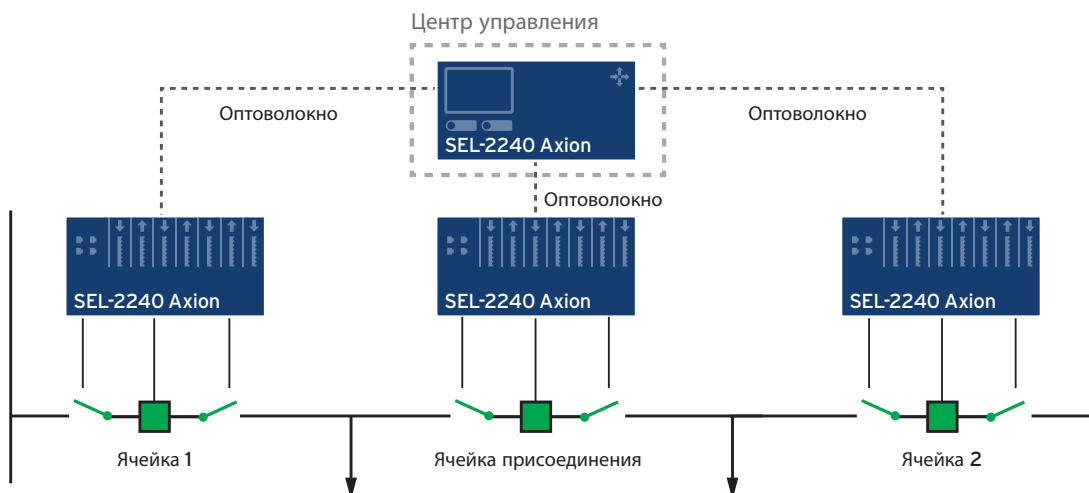 Центр управления
Оптоволокно
Оптоволокно
SEL-2240 Axion
Оптоволокно
SEL-2240 Axion
SEL-2240 Axion
SEL-2240 Axion
Ячейка 1
Ячейка присоединения
Ячейка 2